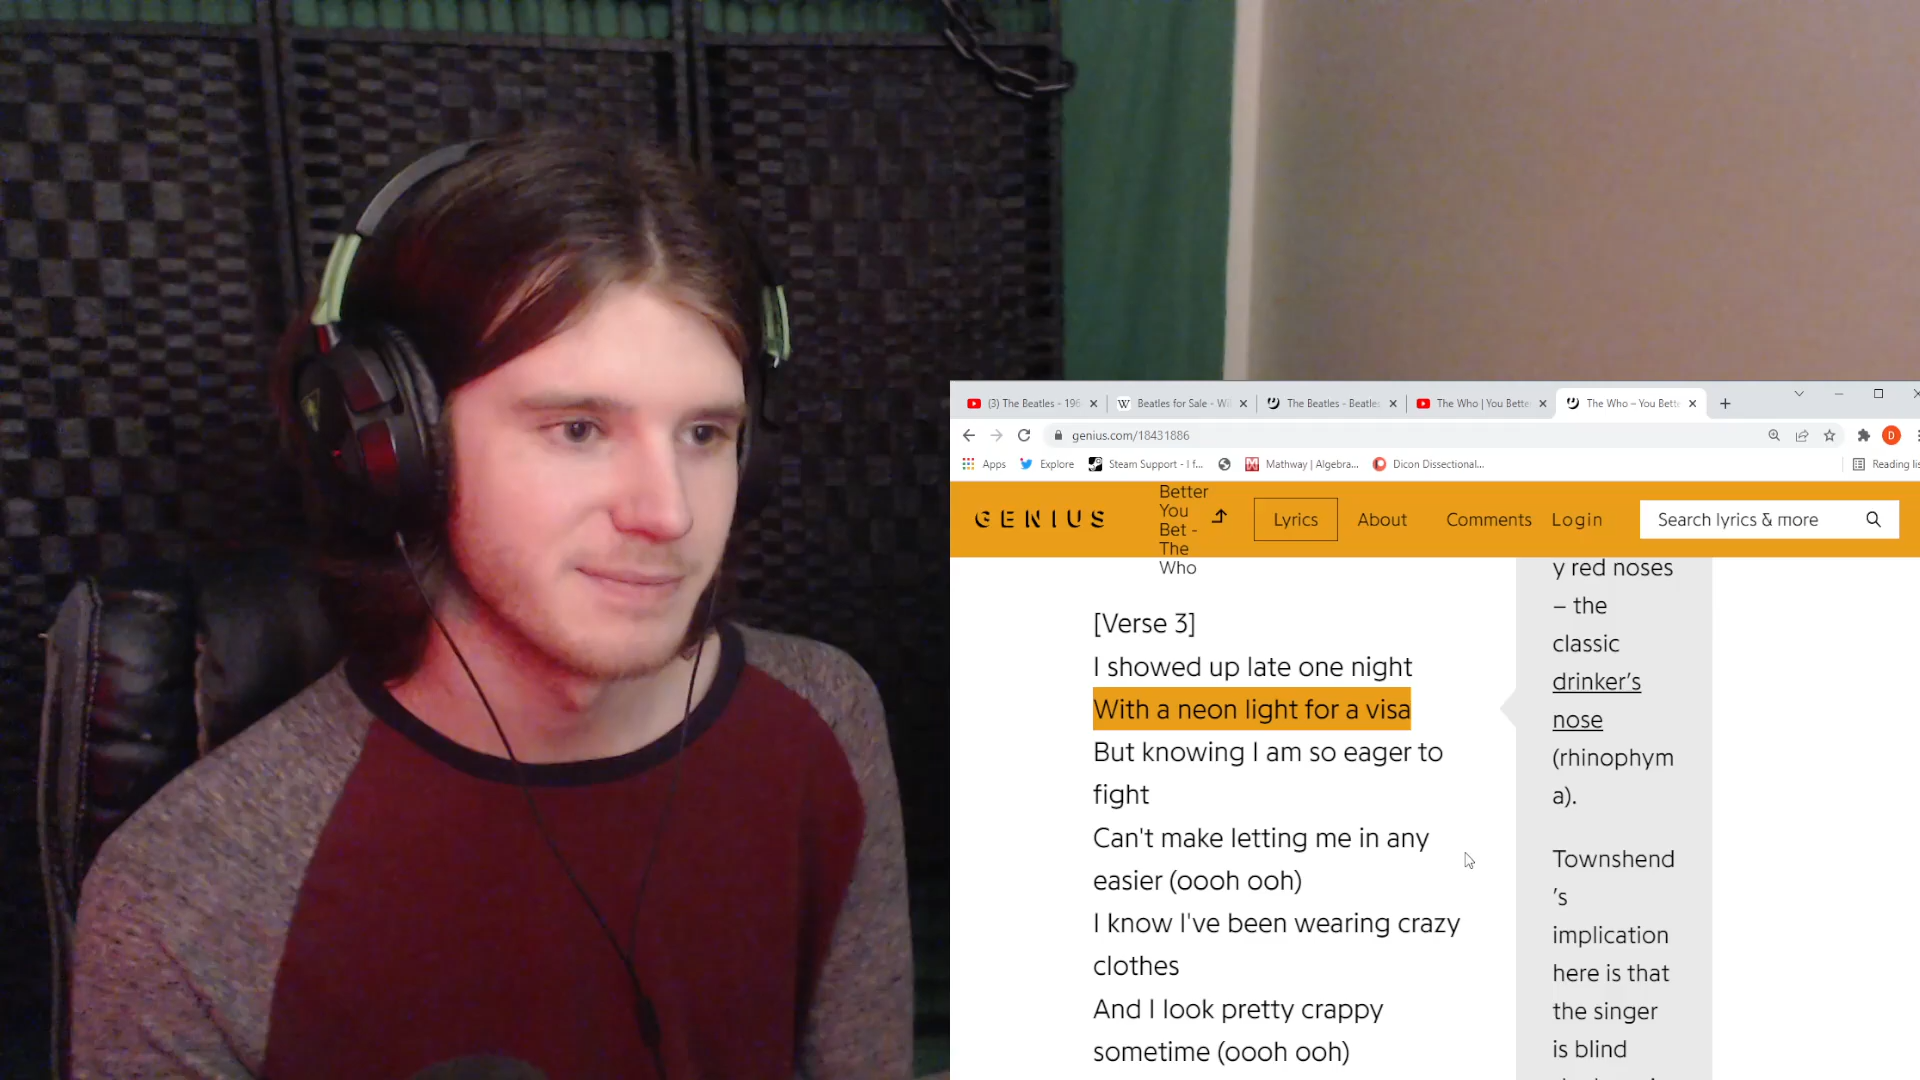 (3) The Beatles - 196
Beatles for Sale - Wi
The Beatles - Beatle
The Who | You Bette
The Who – You Bette
genius.com/18431886
Apps
Explore
Steam Support - I f...
Mathway | Algebra...
Dicon Dissectional...
Reading lis
GENIUS
Better
You
Bet -
The
Who
Lyrics
About
Comments
Login
Search lyrics & more
[Verse 3]
I showed up late one night
With a neon light for a visa
But knowing I am so eager to
fight
Can't make letting me in any
easier (oooh ooh)
I know I've been wearing crazy
clothes
And I look pretty crappy
sometime (oooh ooh)
y red noses
– the
classic
drinker's
nose
(rhinophym
a).
Townshend
's
implication
here is that
the singer
is blind